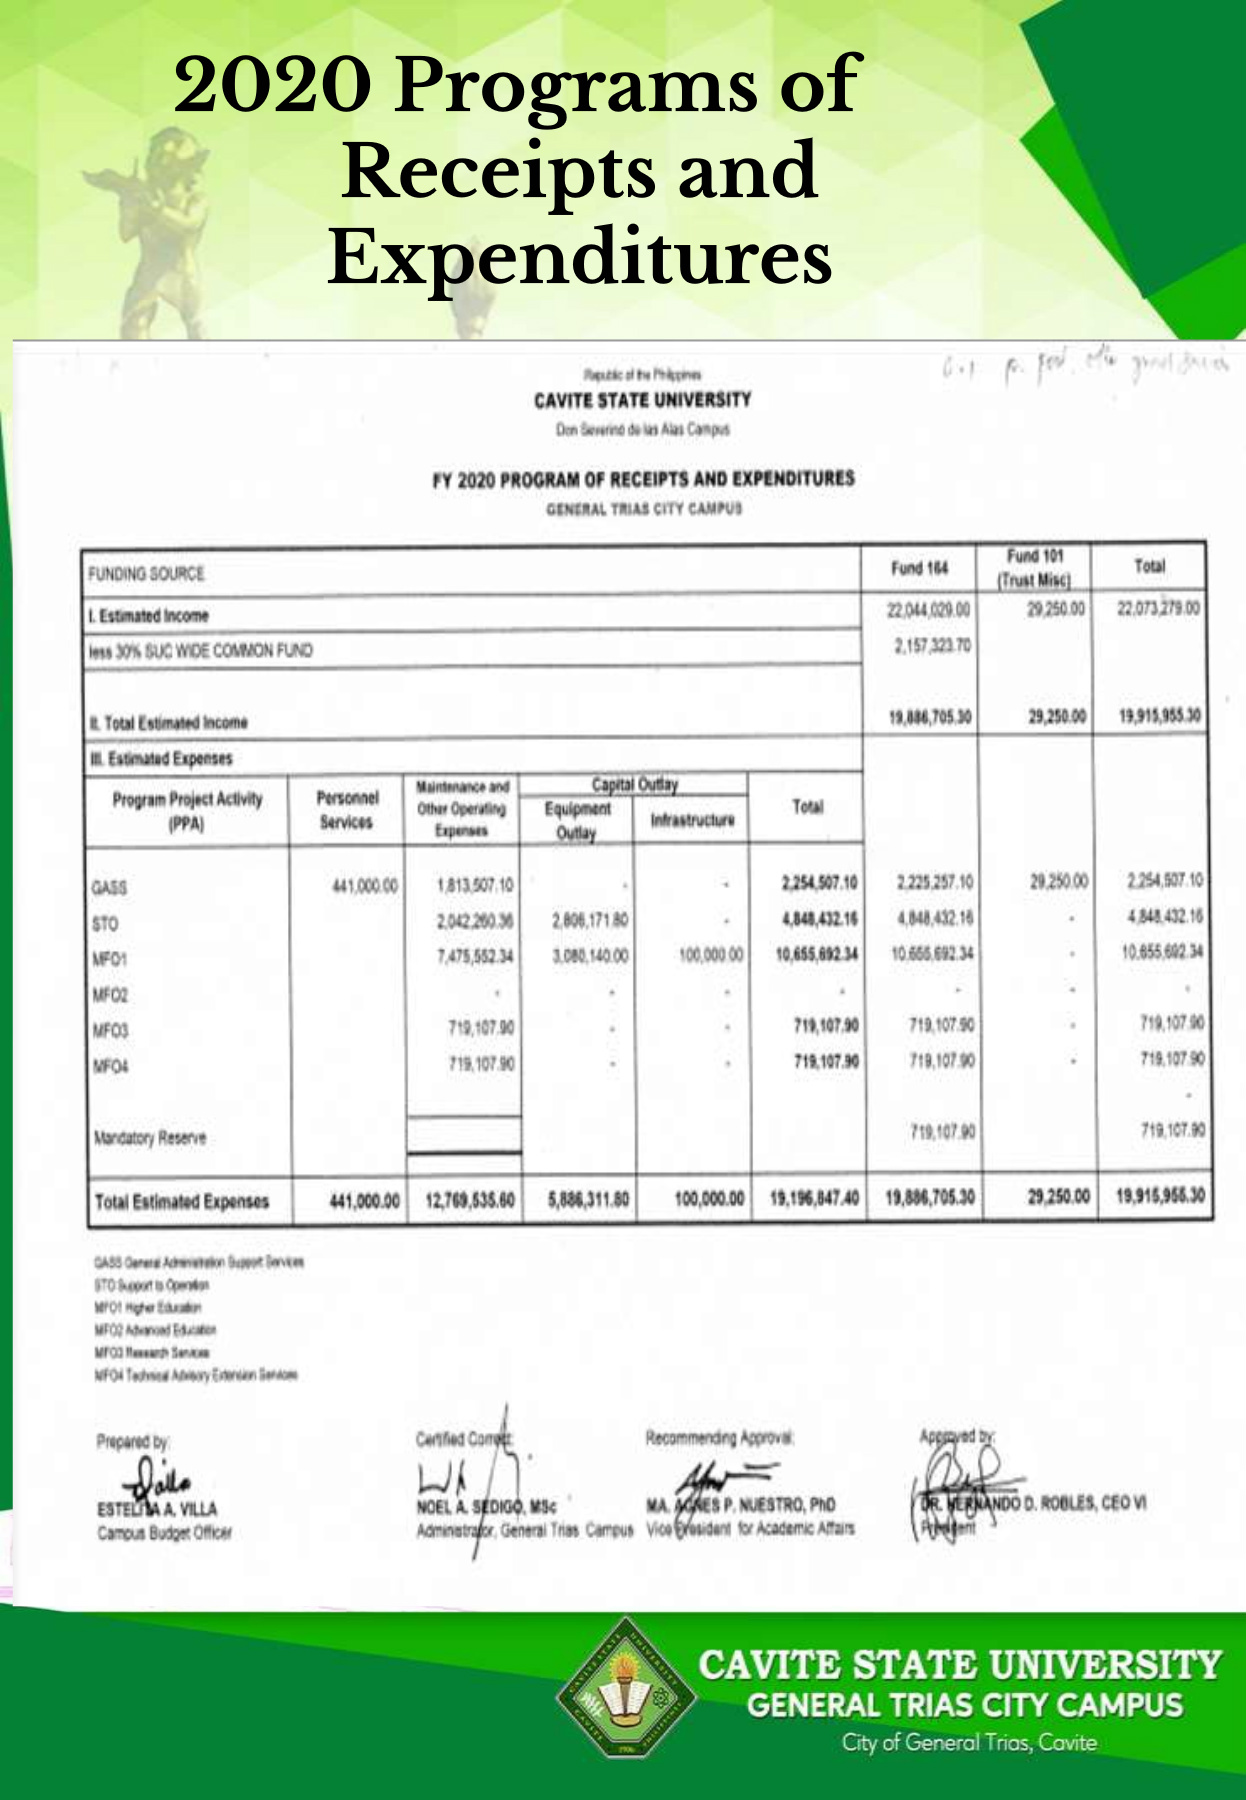 2020 Programs of
Receipts and
Expenditures
Republic of the Philippines
CAVITE STATE UNIVERSITY
Don Severino de las Alas Campus
FY 2020 PROGRAM OF RECEIPTS AND EXPENDITURES
GENERAL TRIAS CITY CAMPUS
FUNDING SOURCE Fund 164 Fund 101 (Trust Misc) Total
I. Estimated Income 22,044,029.00 29,250.00 22,073,279.00
less 30% SUC WIDE COMMON FUND 2,157,323.70
II. Total Estimated Income 19,886,705.30 29,250.00 19,915,955.30
III. Estimated Expenses
Program Project Activity (PPA) Personnel Services Maintenance and Other Operating Expenses Capital Outlay Equipment Outlay Infrastructure Total
GASS 441,000.00 1,813,507.10 - - 2,254,507.10 2,225,257.10 29,250.00 2,254,507.10
STO 2,042,260.36 2,806,171.80 - 4,848,432.16 4,848,432.16 - 4,848,432.16
MFO1 7,475,552.34 3,080,140.00 100,000.00 10,655,692.34 10,655,692.34 - 10,655,692.34
MFO2 - - - - - - -
MFO3 719,107.90 - - 719,107.90 719,107.90 - 719,107.90
MFO4 719,107.90 - - 719,107.90 719,107.90 - 719,107.90
-
Mandatory Reserve 719,107.90 719,107.90
Total Estimated Expenses 441,000.00 12,769,535.60 5,886,311.80 100,000.00 19,196,847.40 19,886,705.30 29,250.00 19,915,955.30
GASS General Administration Support Services
STO Support to Operation
MFO1 Higher Education
MFO2 Advanced Education
MFO3 Research Services
MFO4 Technical Advisory Extension Services
Prepared by: Certified Correct: Recommending Approval: Approved by:
ESTELITA A. VILLA NOEL A. SEDIGO, MSc MA. AGNES P. NUESTRO, PhD DR. HERNANDO D. ROBLES, CEO VI
Campus Budget Officer Administrator, General Trias Campus Vice President for Academic Affairs President
CAVITE STATE UNIVERSITY
GENERAL TRIAS CITY CAMPUS
City of General Trias, Cavite